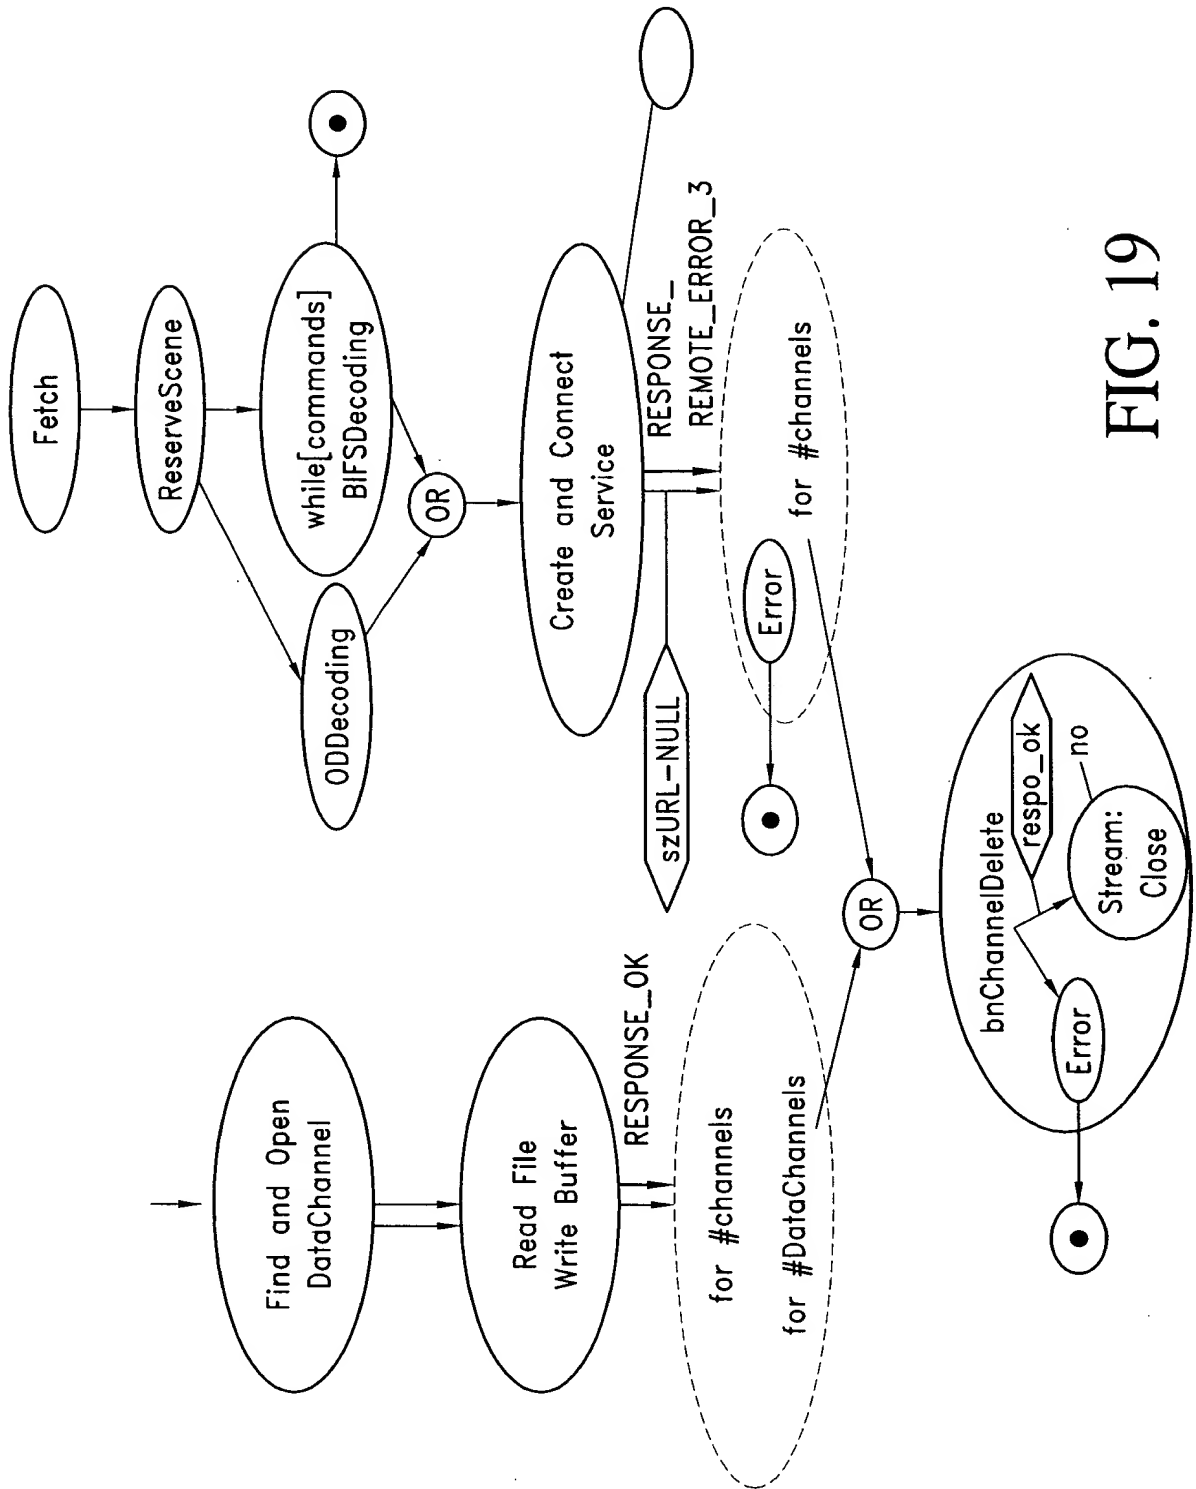 Fetch
ReserveScene
while[commands]
BIFSDecoding
ODDecoding
OR
Create and Connect
Service
RESPONSE_
REMOTE_ERROR_3
szURL-NULL
Error
for #channels
Find and Open
DataChannel
Read File
Write Buffer
RESPONSE_OK
for #channels
for #DataChannels
OR
bnChannelDelete
respo_ok
no
Stream:
Close
Error
FIG. 19